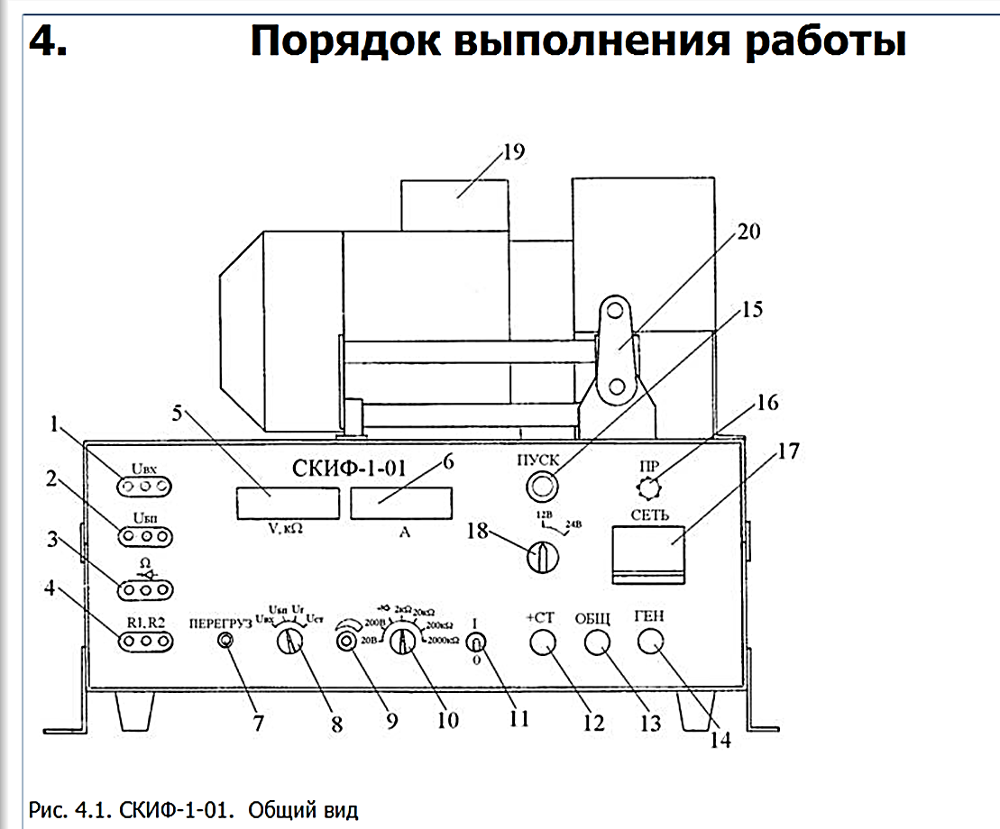 4. Порядок выполнения работы
19
20
15
16
17
1
2
3
4
5
6
18
Uвх
СКИФ-1-01
ПУСК
ПР
V, кΩ
A
12В
24В
СЕТЬ
Uбп
Ω
R1, R2
ПЕРЕГРУЗ
Uвх
Uбп
Uг
Uст
20В
200В
2кΩ
20кΩ
200кΩ
2000кΩ
I
0
+СТ
ОБЩ
ГЕН
7
8
9
10
11
12
13
14
Рис. 4.1. СКИФ-1-01. Общий вид